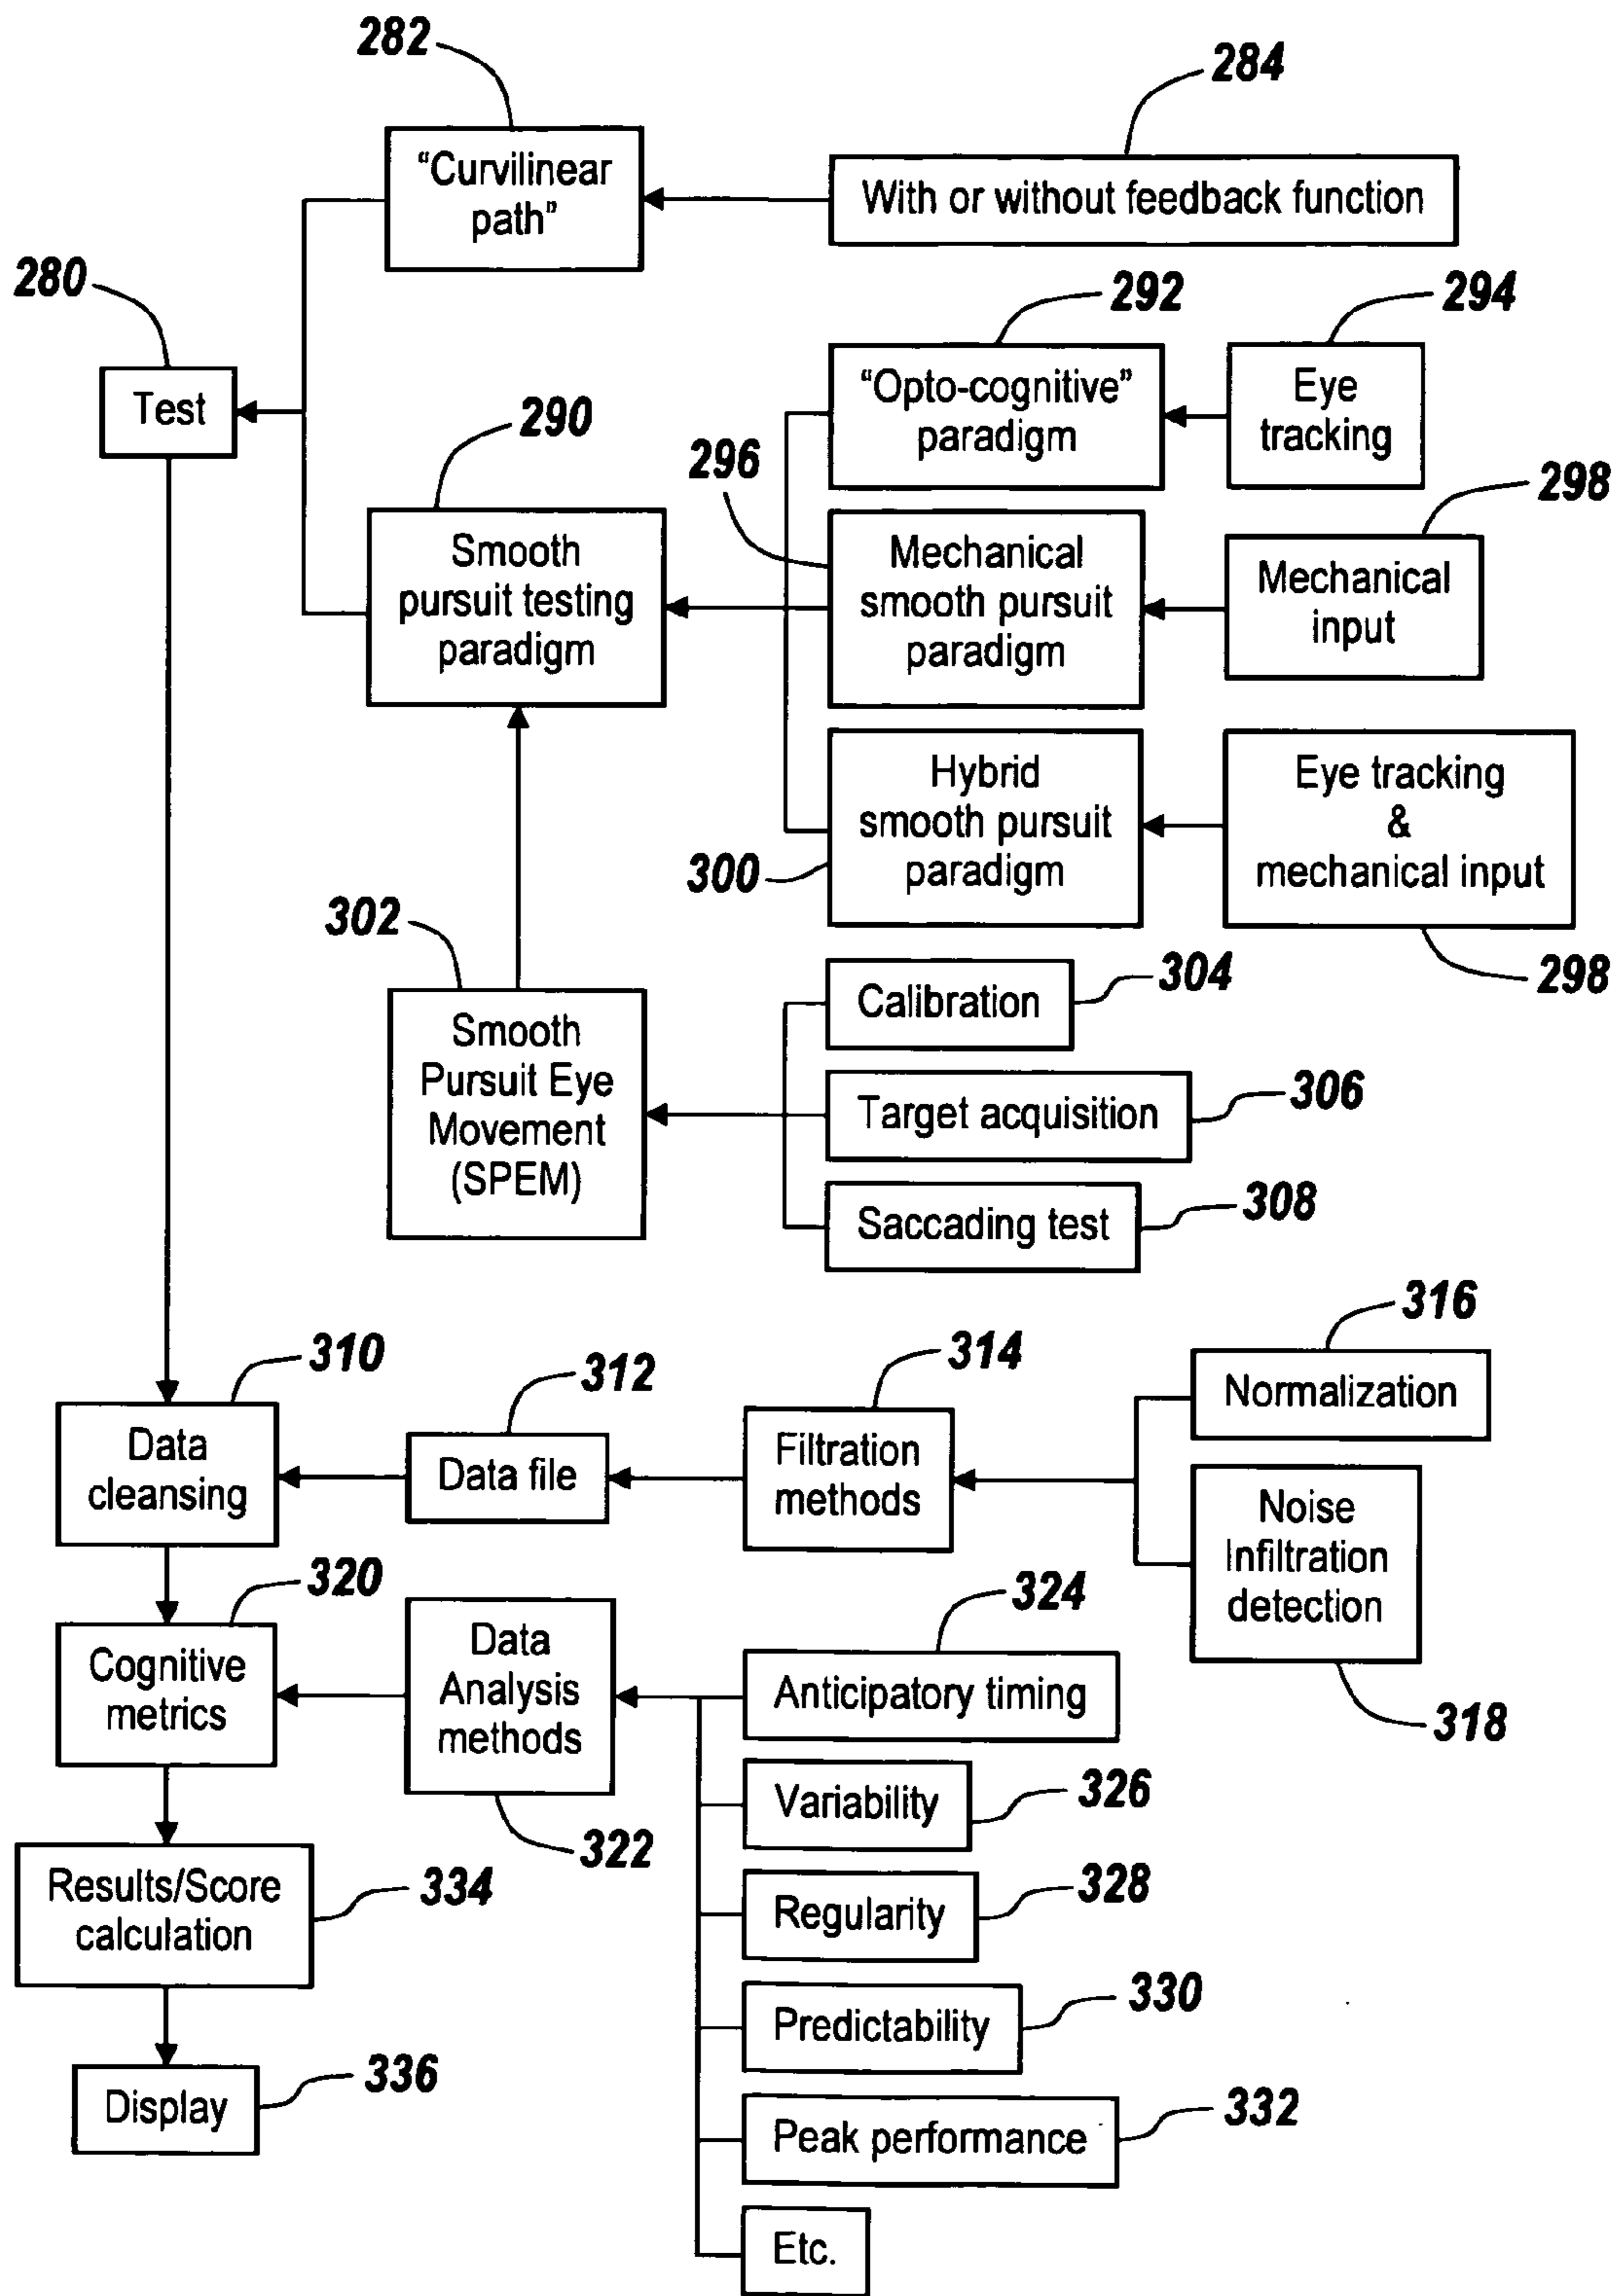 282
284
"Curvilinear
path"
With or without feedback function
280
292
294
Test
"Opto-cognitive"
paradigm
Eye
tracking
290
296
298
Smooth
pursuit testing
paradigm
Mechanical
smooth pursuit
paradigm
Mechanical
input
Hybrid
smooth pursuit
paradigm
Eye tracking
&
mechanical input
300
302
298
304
Calibration
Smooth
Pursuit Eye
Movement
(SPEM)
306
Target acquisition
308
Saccading test
316
310
312
314
Normalization
Data
cleansing
Data file
Filtration
methods
Noise
Infiltration
detection
318
320
324
Cognitive
metrics
Data
Analysis
methods
322
Anticipatory timing
326
Variability
334
Results/Score
calculation
328
Regularity
330
Predictability
336
Display
332
Peak performance
Etc.